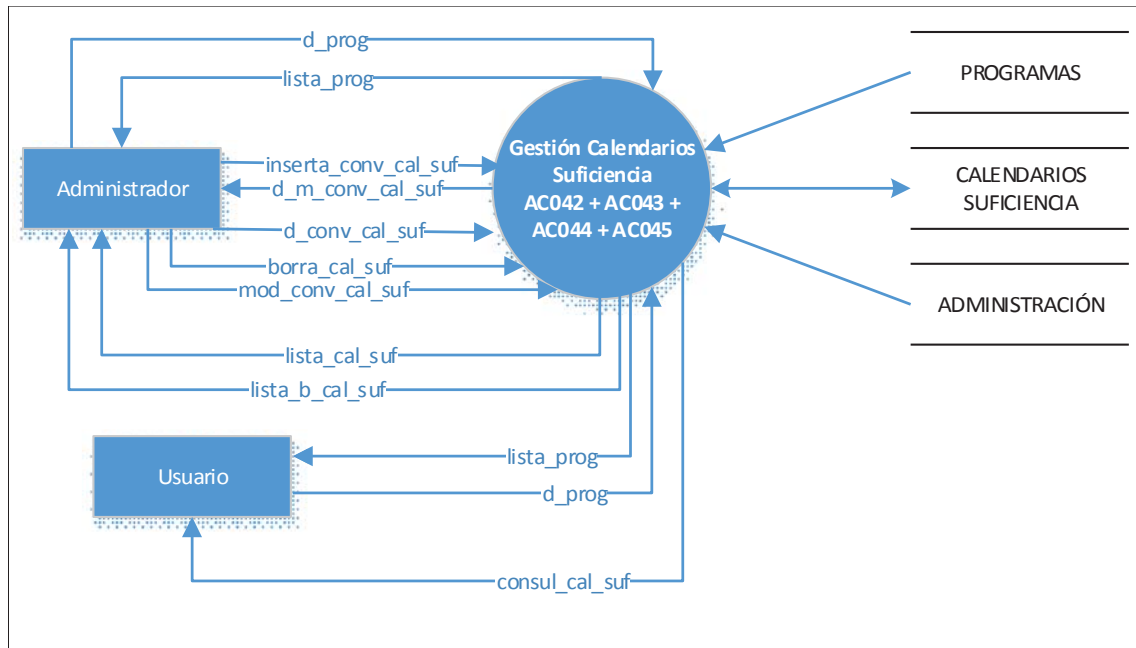 d_prog
lista_prog
PROGRAMAS
Gestión Calendarios
Suficiencia
AC042 + AC043 +
AC044 + AC045
inserta_conv_cal_suf
Administrador
d_m_conv_cal_suf
CALENDARIOS
SUFICIENCIA
d_conv_cal_suf
borra_cal_suf
mod_conv_cal_suf
ADMINISTRACIÓN
lista_cal_suf
lista_b_cal_suf
lista_prog
Usuario
d_prog
consul_cal_suf